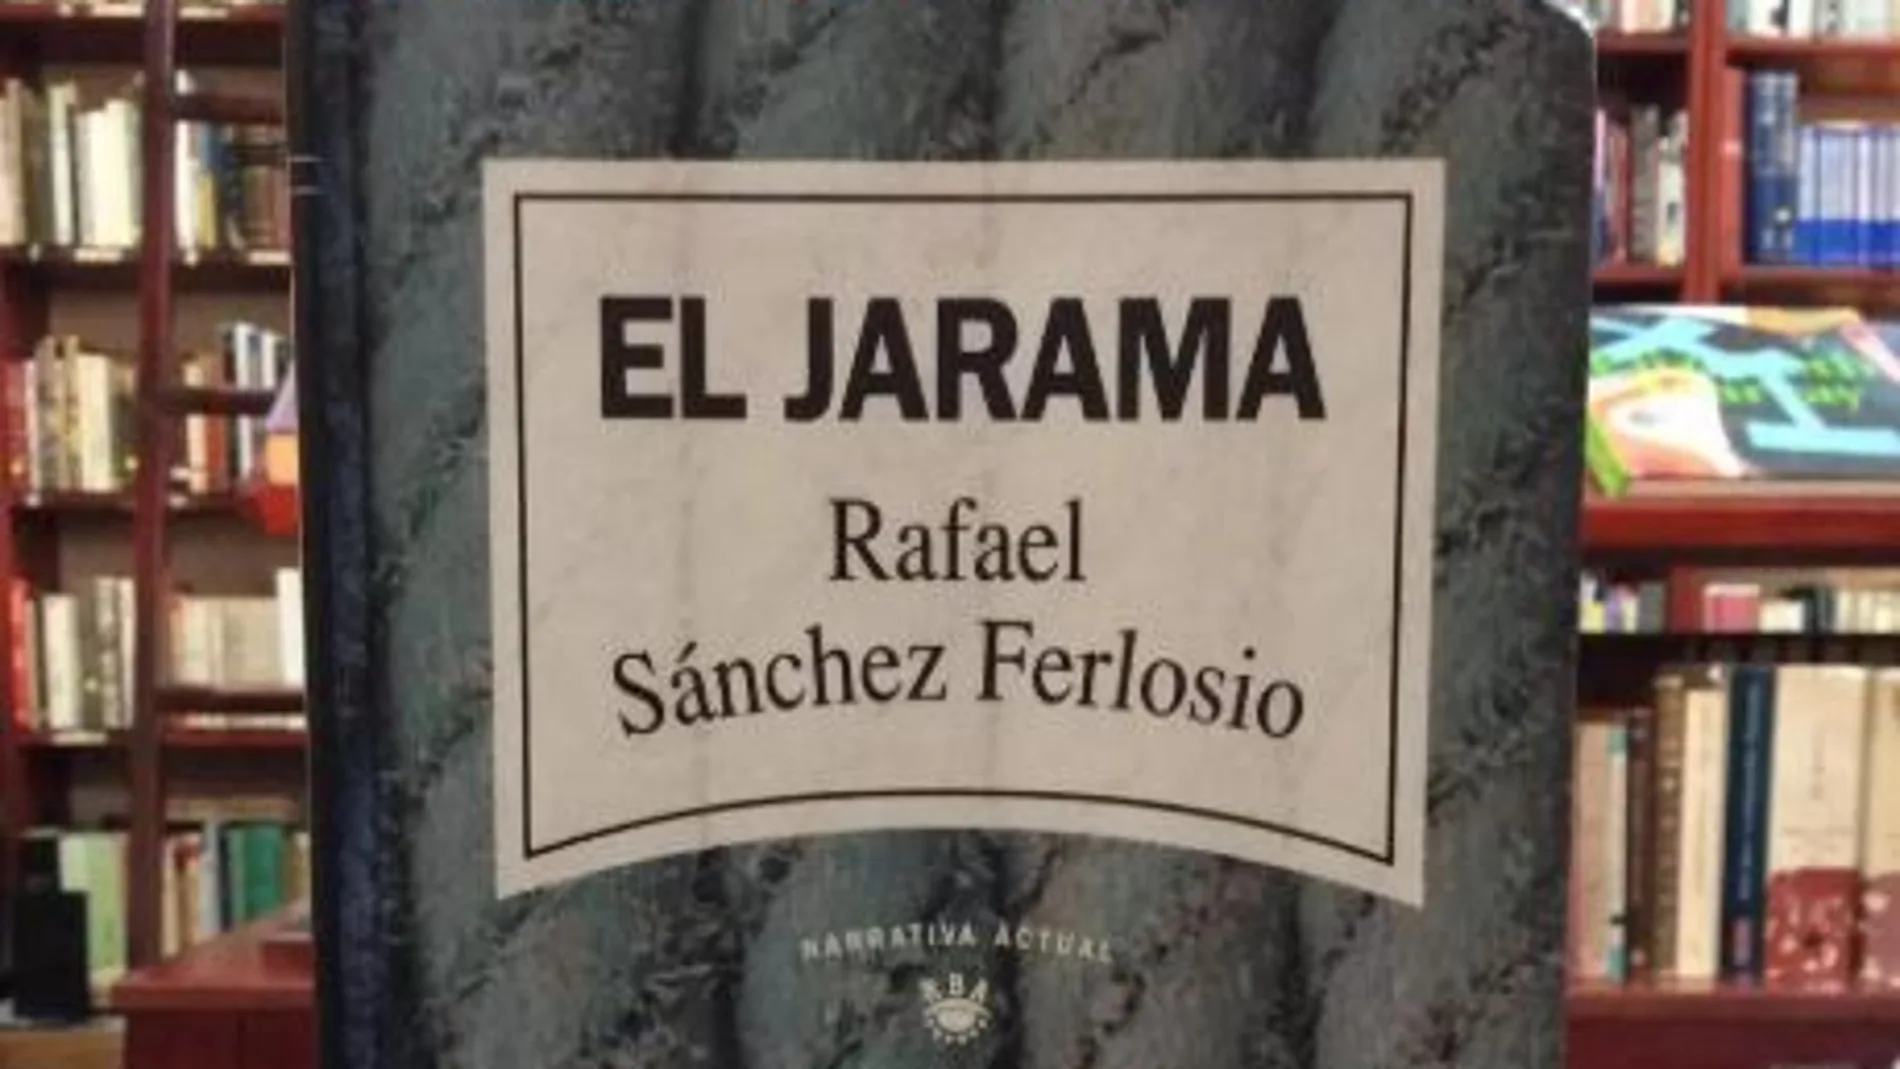 EL JARAMA
Rafael
Sánchez Ferlosio
NARRATIVA ACTUAL
RBA